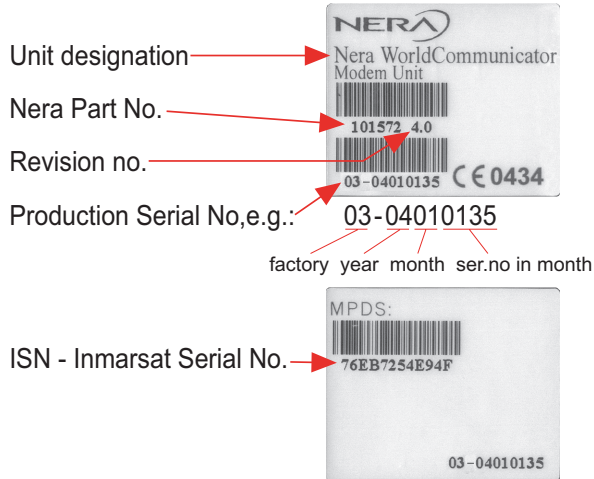 NERA
Unit designation
Nera WorldCommunicator
Modem Unit
Nera Part No.
101572 4.0
Revision no.
03-04010135 CE 0434
Production Serial No,e.g.: 03-04010135
factory year month ser.no in month
MPDS:
ISN - Inmarsat Serial No.
76EB7254E94F
03-04010135